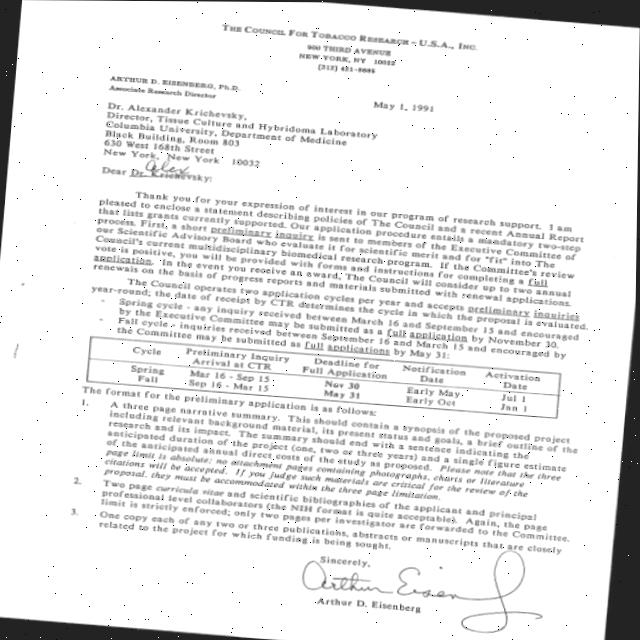 THE COUNCIL FOR TOBACCO RESEARCH - U.S.A., INC.
900 THIRD AVENUE
NEW YORK, NY 10022
(212) 421-8885
ARTHUR D. EISENBERG, Ph.D.
Associate Research Director
May 1, 1991
Dr. Alexander Krichevsky,
Director, Tissue Culture and Hybridoma Laboratory
Columbia University, Department of Medicine
Black Building, Room 803
630 West 168th Street
New York, New York 10032
Alex
Dear Dr. Krichevsky:
Thank you for your expression of interest in our program of research support. I am
pleased to enclose a statement describing policies of The Council and a recent Annual Report
that lists grants currently supported. Our application procedure entails a mandatory two-step
process. First, a short preliminary inquiry is sent to members of the Executive Committee of
our Scientific Advisory Board who evaluate it for scientific merit and for "fit" into The
Council's current multidisciplinary biomedical research program. If the Committee's review
vote is positive, you will be provided with forms and instructions for completing a full
application. In the event you receive an award, The Council will consider up to two annual
renewals on the basis of progress reports and materials submitted with renewal applications.
The Council operates two application cycles per year and accepts preliminary inquiries
year-round; the date of receipt by CTR determines the cycle in which the proposal is evaluated.
- Spring cycle - any inquiry received between March 16 and September 15 and encouraged
by the Executive Committee may be submitted as a full application by November 30.
- Fall cycle - inquiries received between September 16 and March 15 and encouraged by
the Committee may be submitted as full applications by May 31:
Cycle Preliminary Inquiry Deadline for Notification Activation
Arrival at CTR Full Application Date Date
Spring Mar 16 - Sep 15 Nov 30 Early May Jul 1
Fall Sep 16 - Mar 15 May 31 Early Oct Jan 1
The format for the preliminary application is as follows:
1. A three page narrative summary. This should contain a synopsis of the proposed project
including relevant background material, its present status and goals, a brief outline of the
research and its impact. The summary should end with a sentence indicating the
anticipated duration of the project (one, two or three years) and a single figure estimate
of the anticipated annual direct costs of the study as proposed. Please note that the three
page limit is absolute; no attachment pages containing photographs, charts or literature
citations will be accepted. If you judge such materials are critical for the review of the
proposal, they must be accommodated within the three page limitation.
2. Two page curricula vitae and scientific bibliographies of the applicant and principal
professional level collaborators (the NIH format is quite acceptable). Again, the page
limit is strictly enforced; only two pages per investigator are forwarded to the Committee.
3. One copy each of any two or three publications, abstracts or manuscripts that are closely
related to the project for which funding is being sought.
Sincerely,
Arthur Eisenberg
Arthur D. Eisenberg